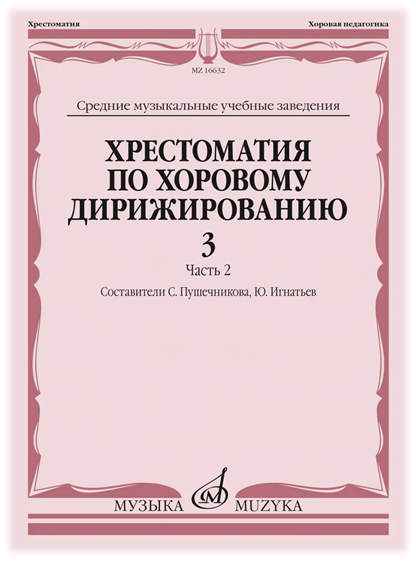 Хрестоматия
Хоровая педагогика
MZ 16632
Средние музыкальные учебные заведения
ХРЕСТОМАТИЯ
ПО ХОРОВОМУ
ДИРИЖИРОВАНИЮ
3
Часть 2
Составители С. Пушечникова, Ю. Игнатьев
МУЗЫКА
MUZYKA